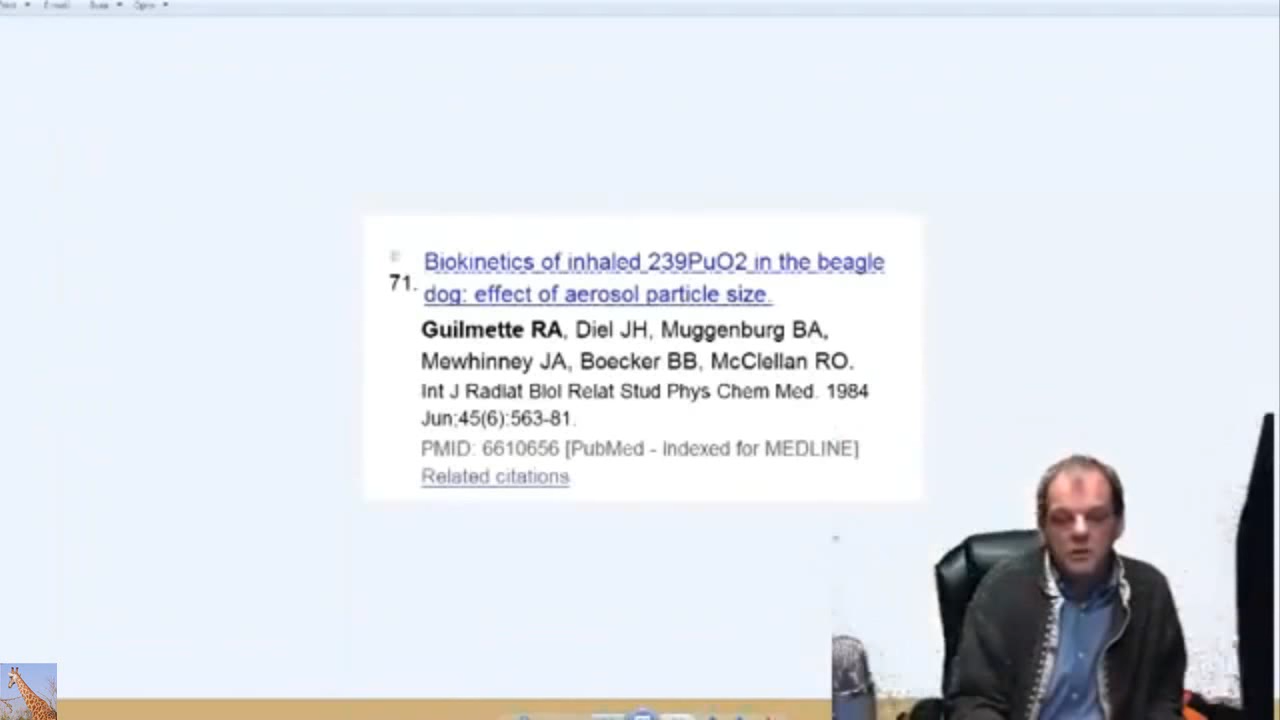 Biokinetics of inhaled 239PuO2 in the beagle
71. dog: effect of aerosol particle size.
Guilmette RA, Diel JH, Muggenburg BA,
Mewhinney JA, Boecker BB, McClellan RO.
Int J Radiat Biol Relat Stud Phys Chem Med. 1984
Jun;45(6):563-81.
PMID: 6610656 [PubMed - Indexed for MEDLINE]
Related citations